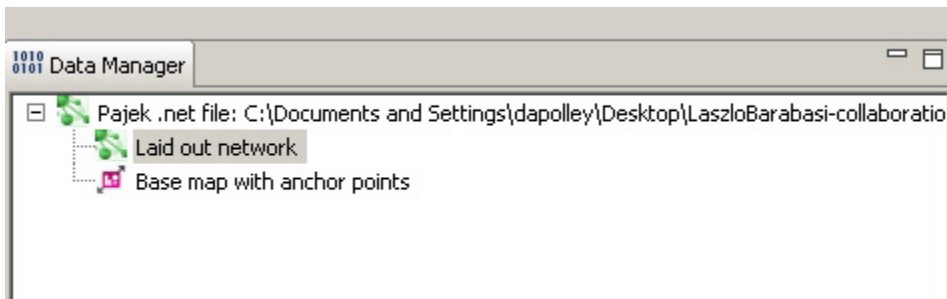 1010
0101 Data Manager
Pajek .net file: C:\Documents and Settings\dapolley\Desktop\LaszloBarabasi-collaboratio
Laid out network
Base map with anchor points